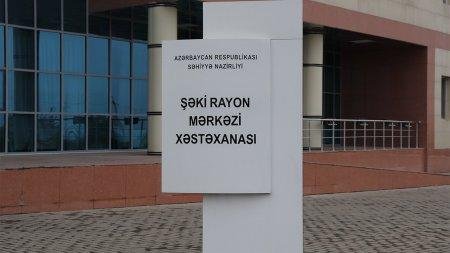 AZƏRBAYCAN RESPUBLİKASI
SƏHİYYƏ NAZİRLİYİ
ŞƏKİ RAYON
MƏRKƏZİ
XƏSTƏXANASI